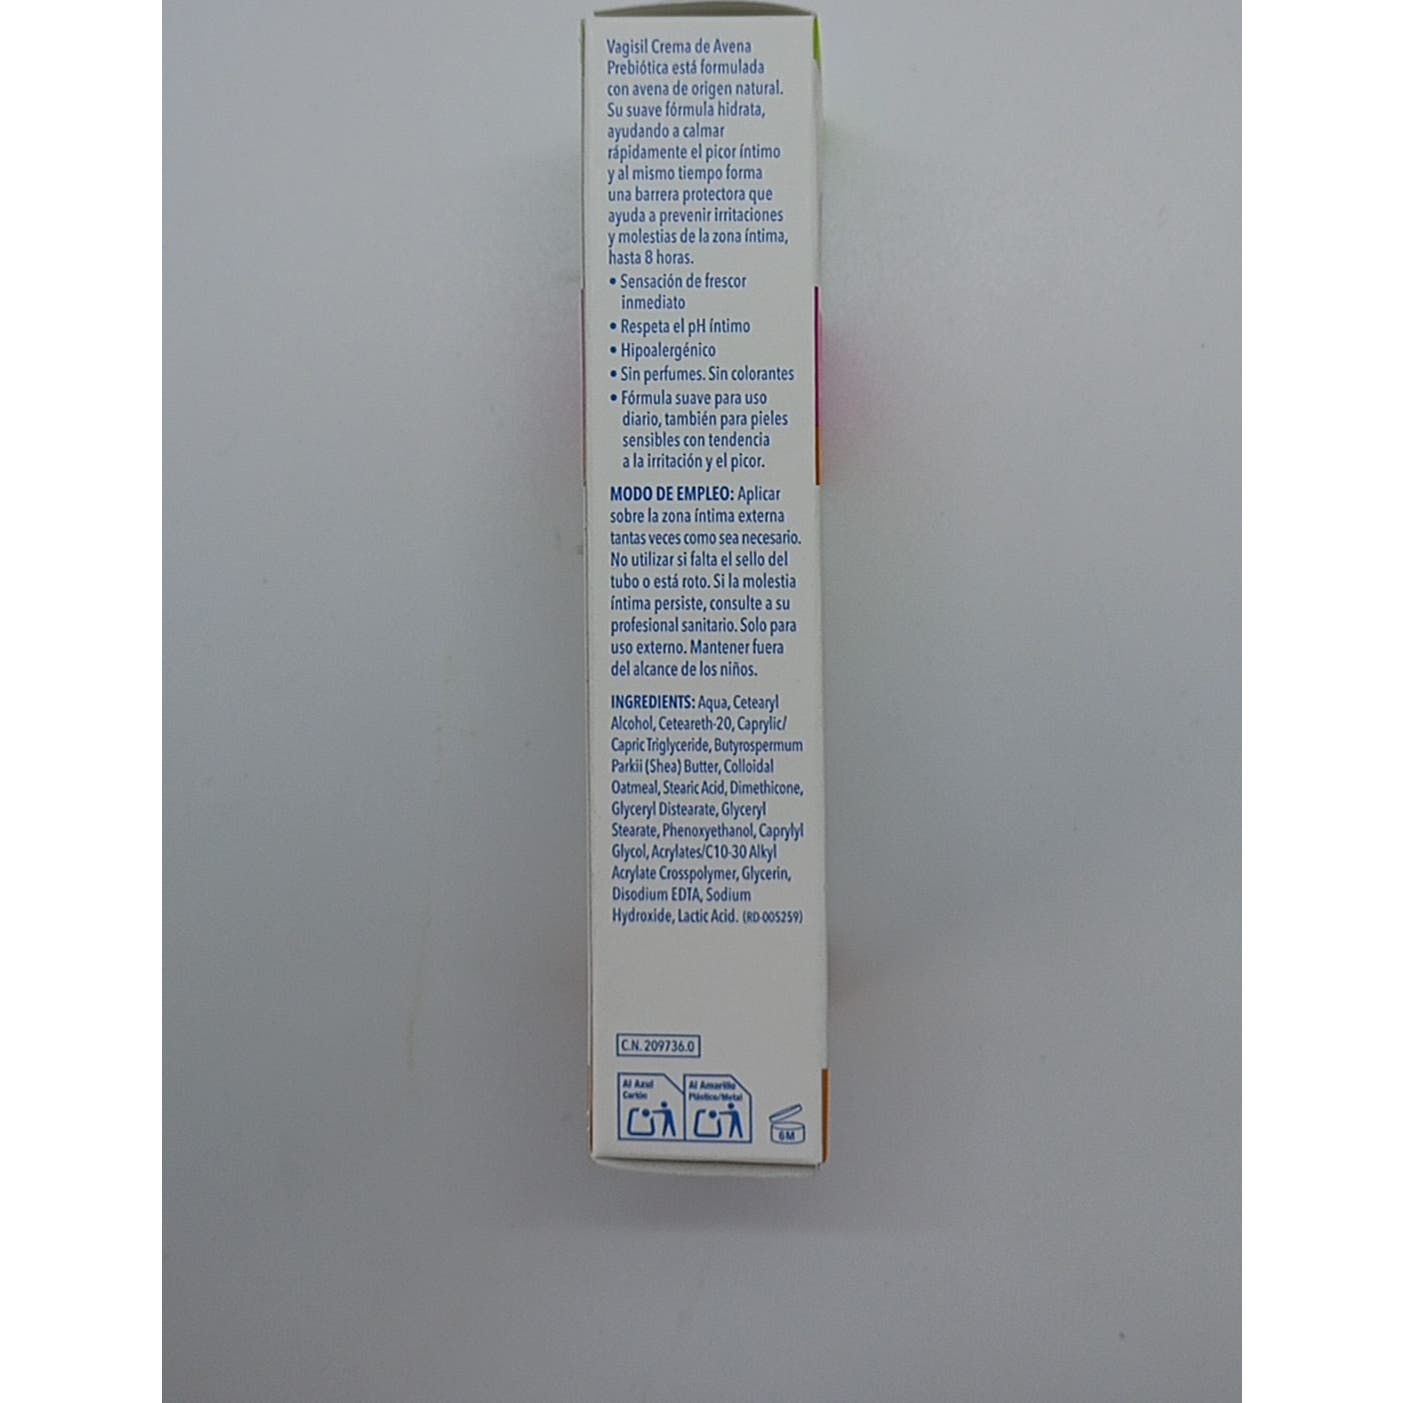 Vagisil Crema de Avena
Prebiótica está formulada
con avena de origen natural.
Su suave fórmula hidrata,
ayudando a calmar
rápidamente el picor íntimo
y al mismo tiempo forma
una barrera protectora que
ayuda a prevenir irritaciones
y molestias de la zona íntima,
hasta 8 horas.
• Sensación de frescor
inmediato
• Respeta el pH íntimo
• Hipoalergénico
• Sin perfumes. Sin colorantes
• Fórmula suave para uso
diario, también para pieles
sensibles con tendencia
a la irritación y el picor.
MODO DE EMPLEO: Aplicar
sobre la zona íntima externa
tantas veces como sea necesario.
No utilizar si falta el sello del
tubo o está roto. Si la molestia
íntima persiste, consulte a su
profesional sanitario. Solo para
uso externo. Mantener fuera
del alcance de los niños.
INGREDIENTS: Aqua, Cetearyl
Alcohol, Ceteareth-20, Caprylic/
Capric Triglyceride, Butyrospermum
Parkii (Shea) Butter, Colloidal
Oatmeal, Stearic Acid, Dimethicone,
Glyceryl Distearate, Glyceryl
Stearate, Phenoxyethanol, Caprylyl
Glycol, Acrylates/C10-30 Alkyl
Acrylate Crosspolymer, Glycerin,
Disodium EDTA, Sodium
Hydroxide, Lactic Acid. (RD-005259)
C.N. 209736.0
Al Azul
Cartón
Al Amarillo
Plástico/Metal
6M